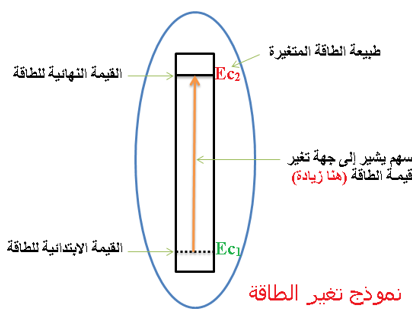 طبيعة الطاقة المتغيرة
القيمة النهائية للطاقة
Ec2
سهم يشير إلى جهة تغير
قيمة الطاقة (هنا زيادة)
القيمة الابتدائية للطاقة
Ec1
نموذج تغير الطاقة